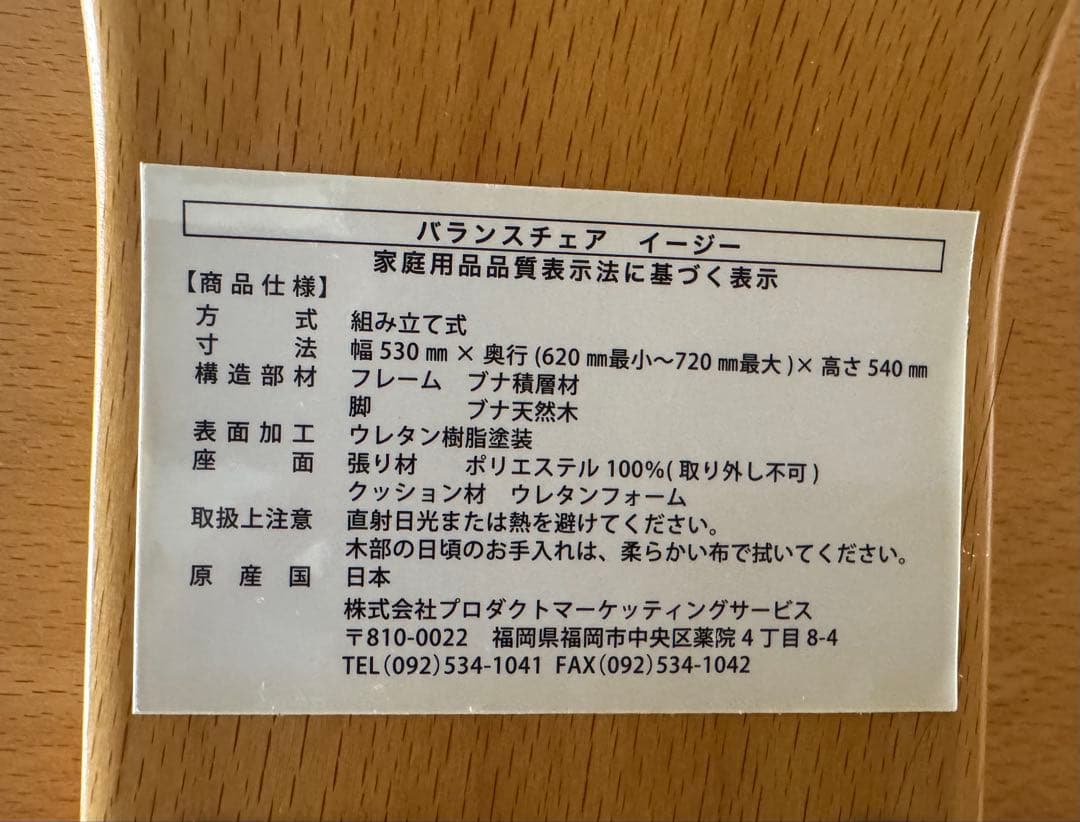 バランスチェア　イージー
家庭用品品質表示法に基づく表示
【商品仕様】
方式　組み立て式
寸法　幅 530 ㎜ × 奥行 (620 ㎜最小～720 ㎜最大 )× 高さ 540 ㎜
構造部材　フレーム　ブナ積層材
脚　ブナ天然木
表面加工　ウレタン樹脂塗装
座面　張り材　ポリエステル 100%( 取り外し不可 )
クッション材　ウレタンフォーム
取扱上注意　直射日光または熱を避けてください。
木部の日頃のお手入れは、柔らかい布で拭いてください。
原産国　日本
株式会社プロダクトマーケッティングサービス
〒810-0022　福岡県福岡市中央区薬院 4 丁目 8-4
TEL（092）534-1041 FAX（092）534-1042